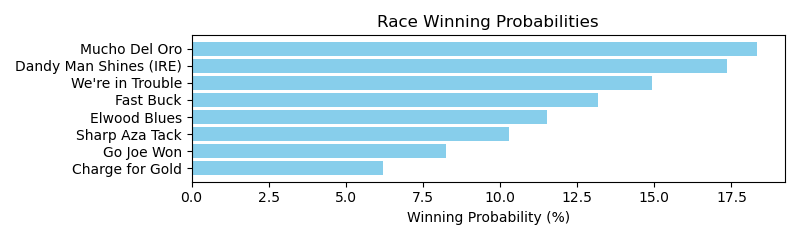 Race Winning Probabilities
Mucho Del Oro
Dandy Man Shines (IRE)
We're in Trouble
Fast Buck
Elwood Blues
Sharp Aza Tack
Go Joe Won
Charge for Gold
0.0 2.5 5.0 7.5 10.0 12.5 15.0 17.5
Winning Probability (%)